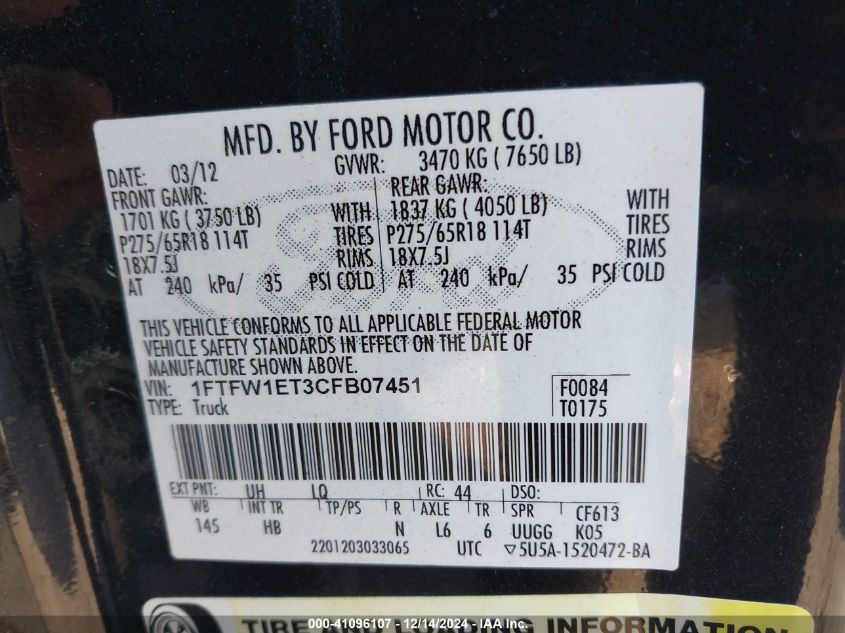 MFD. BY FORD MOTOR CO.
DATE: 03/12 GVWR: 3470 KG ( 7650 LB)
FRONT GAWR: REAR GAWR:
1701 KG ( 3750 LB) WITH 1837 KG ( 4050 LB) WITH
P275/65R18 114T TIRES P275/65R18 114T TIRES
18X7.5J RIMS 18X7.5J RIMS
AT 240 kPa/ 35 PSI COLD AT 240 kPa/ 35 PSI COLD
THIS VEHICLE CONFORMS TO ALL APPLICABLE FEDERAL MOTOR
VEHICLE SAFETY STANDARDS IN EFFECT ON THE DATE OF
MANUFACTURE SHOWN ABOVE.
VIN: 1FTFW1ET3CFB07451 F0084
TYPE: Truck T0175
EXT PNT: UH LQ RC: 44 DSO:
WB INT TR TP/PS R AXLE TR SPR CF613
145 HB N L6 6 UUGG K05
2201203033065 UTC ▽5U5A-1520472-BA
TIRE AND LOADING INFORMATION
000-41096107 - 12/14/2024 - IAA Inc.